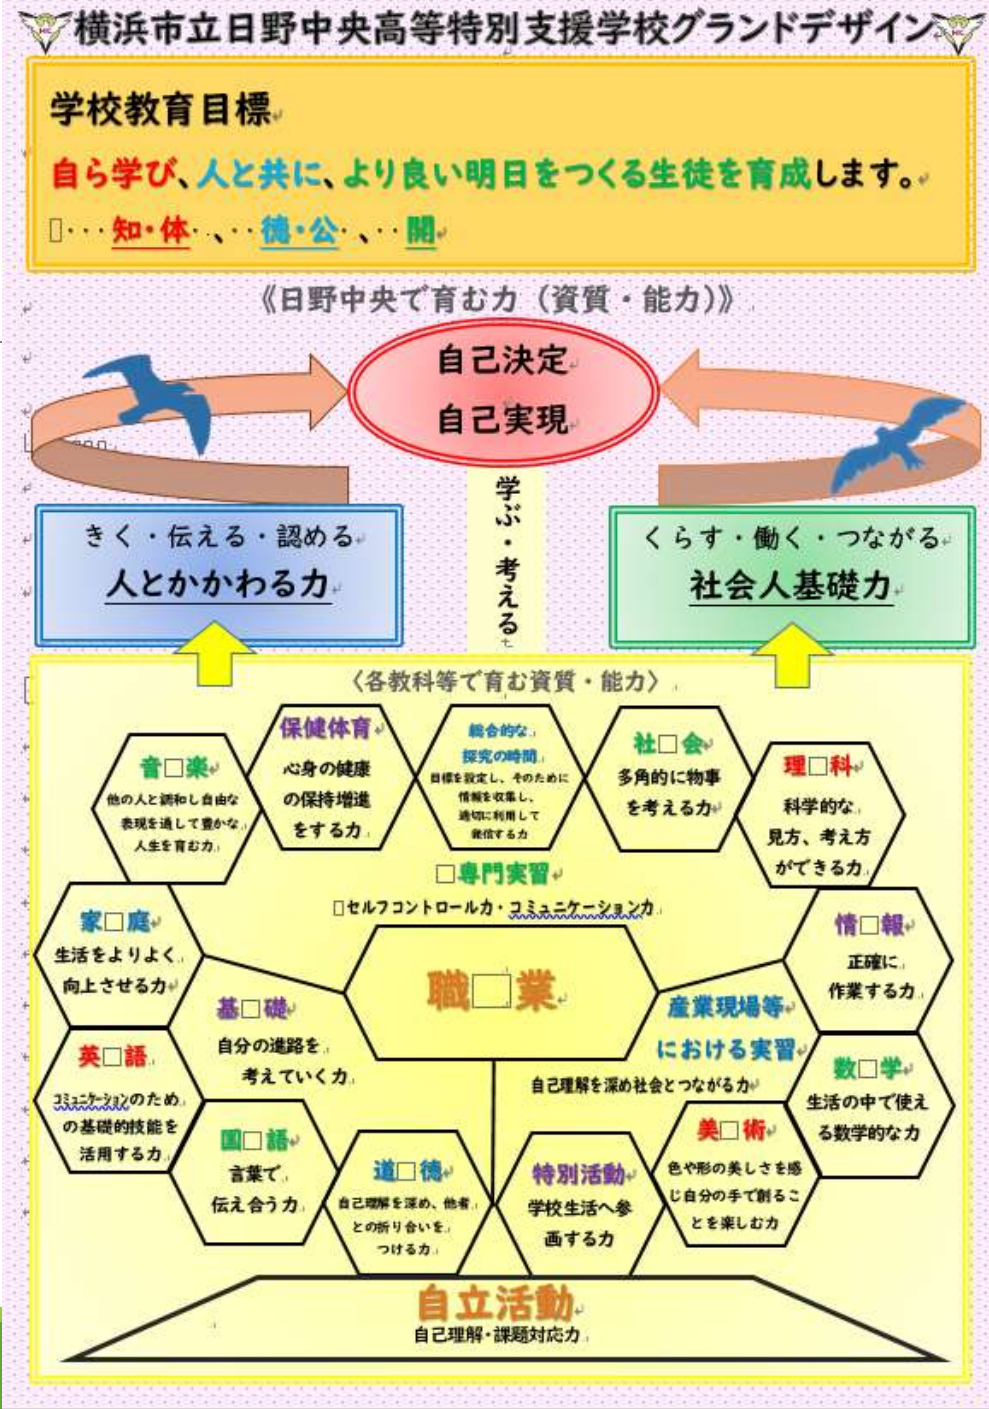 横浜市立日野中央高等特別支援学校グランドデザイン
学校教育目標
自ら学び、人と共に、より良い明日をつくる生徒を育成します。
□・・・知・体・・、・・徳・公・、・・開
《日野中央で育む力（資質・能力）》
自己決定
自己実現
学ぶ・考える
きく・伝える・認める
人とかかわる力
くらす・働く・つながる
社会人基礎力
〈各教科等で育む資質・能力〉
音□楽
他の人と調和し自由な
表現を通して豊かな
人生を育む力
保健体育
心身の健康
の保持増進
をする力
総合的な
探究の時間
目標を設定し、そのために
情報を収集し、
適切に利用して
発信する力
社□会
多角的に物事
を考える力
理□科
科学的な
見方、考え方
ができる力
□専門実習
□セルフコントロール力・コミュニケーション力
家□庭
生活をよりよく
向上させる力
職□業
情□報
正確に
作業する力
基□礎
自分の進路を
考えていく力
産業現場等
における実習
自己理解を深め社会とつながる力
英□語
コミュニケーションのため
の基礎的技能を
活用する力
数□学
生活の中で使え
る数学的な力
国□語
言葉で
伝え合う力
道□徳
自己理解を深め、他者
との折り合いを
つける力
特別活動
学校生活へ参
画する力
美□術
色や形の美しさを感
じ自分の手で創るこ
とを楽しむ力
自立活動
自己理解・課題対応力